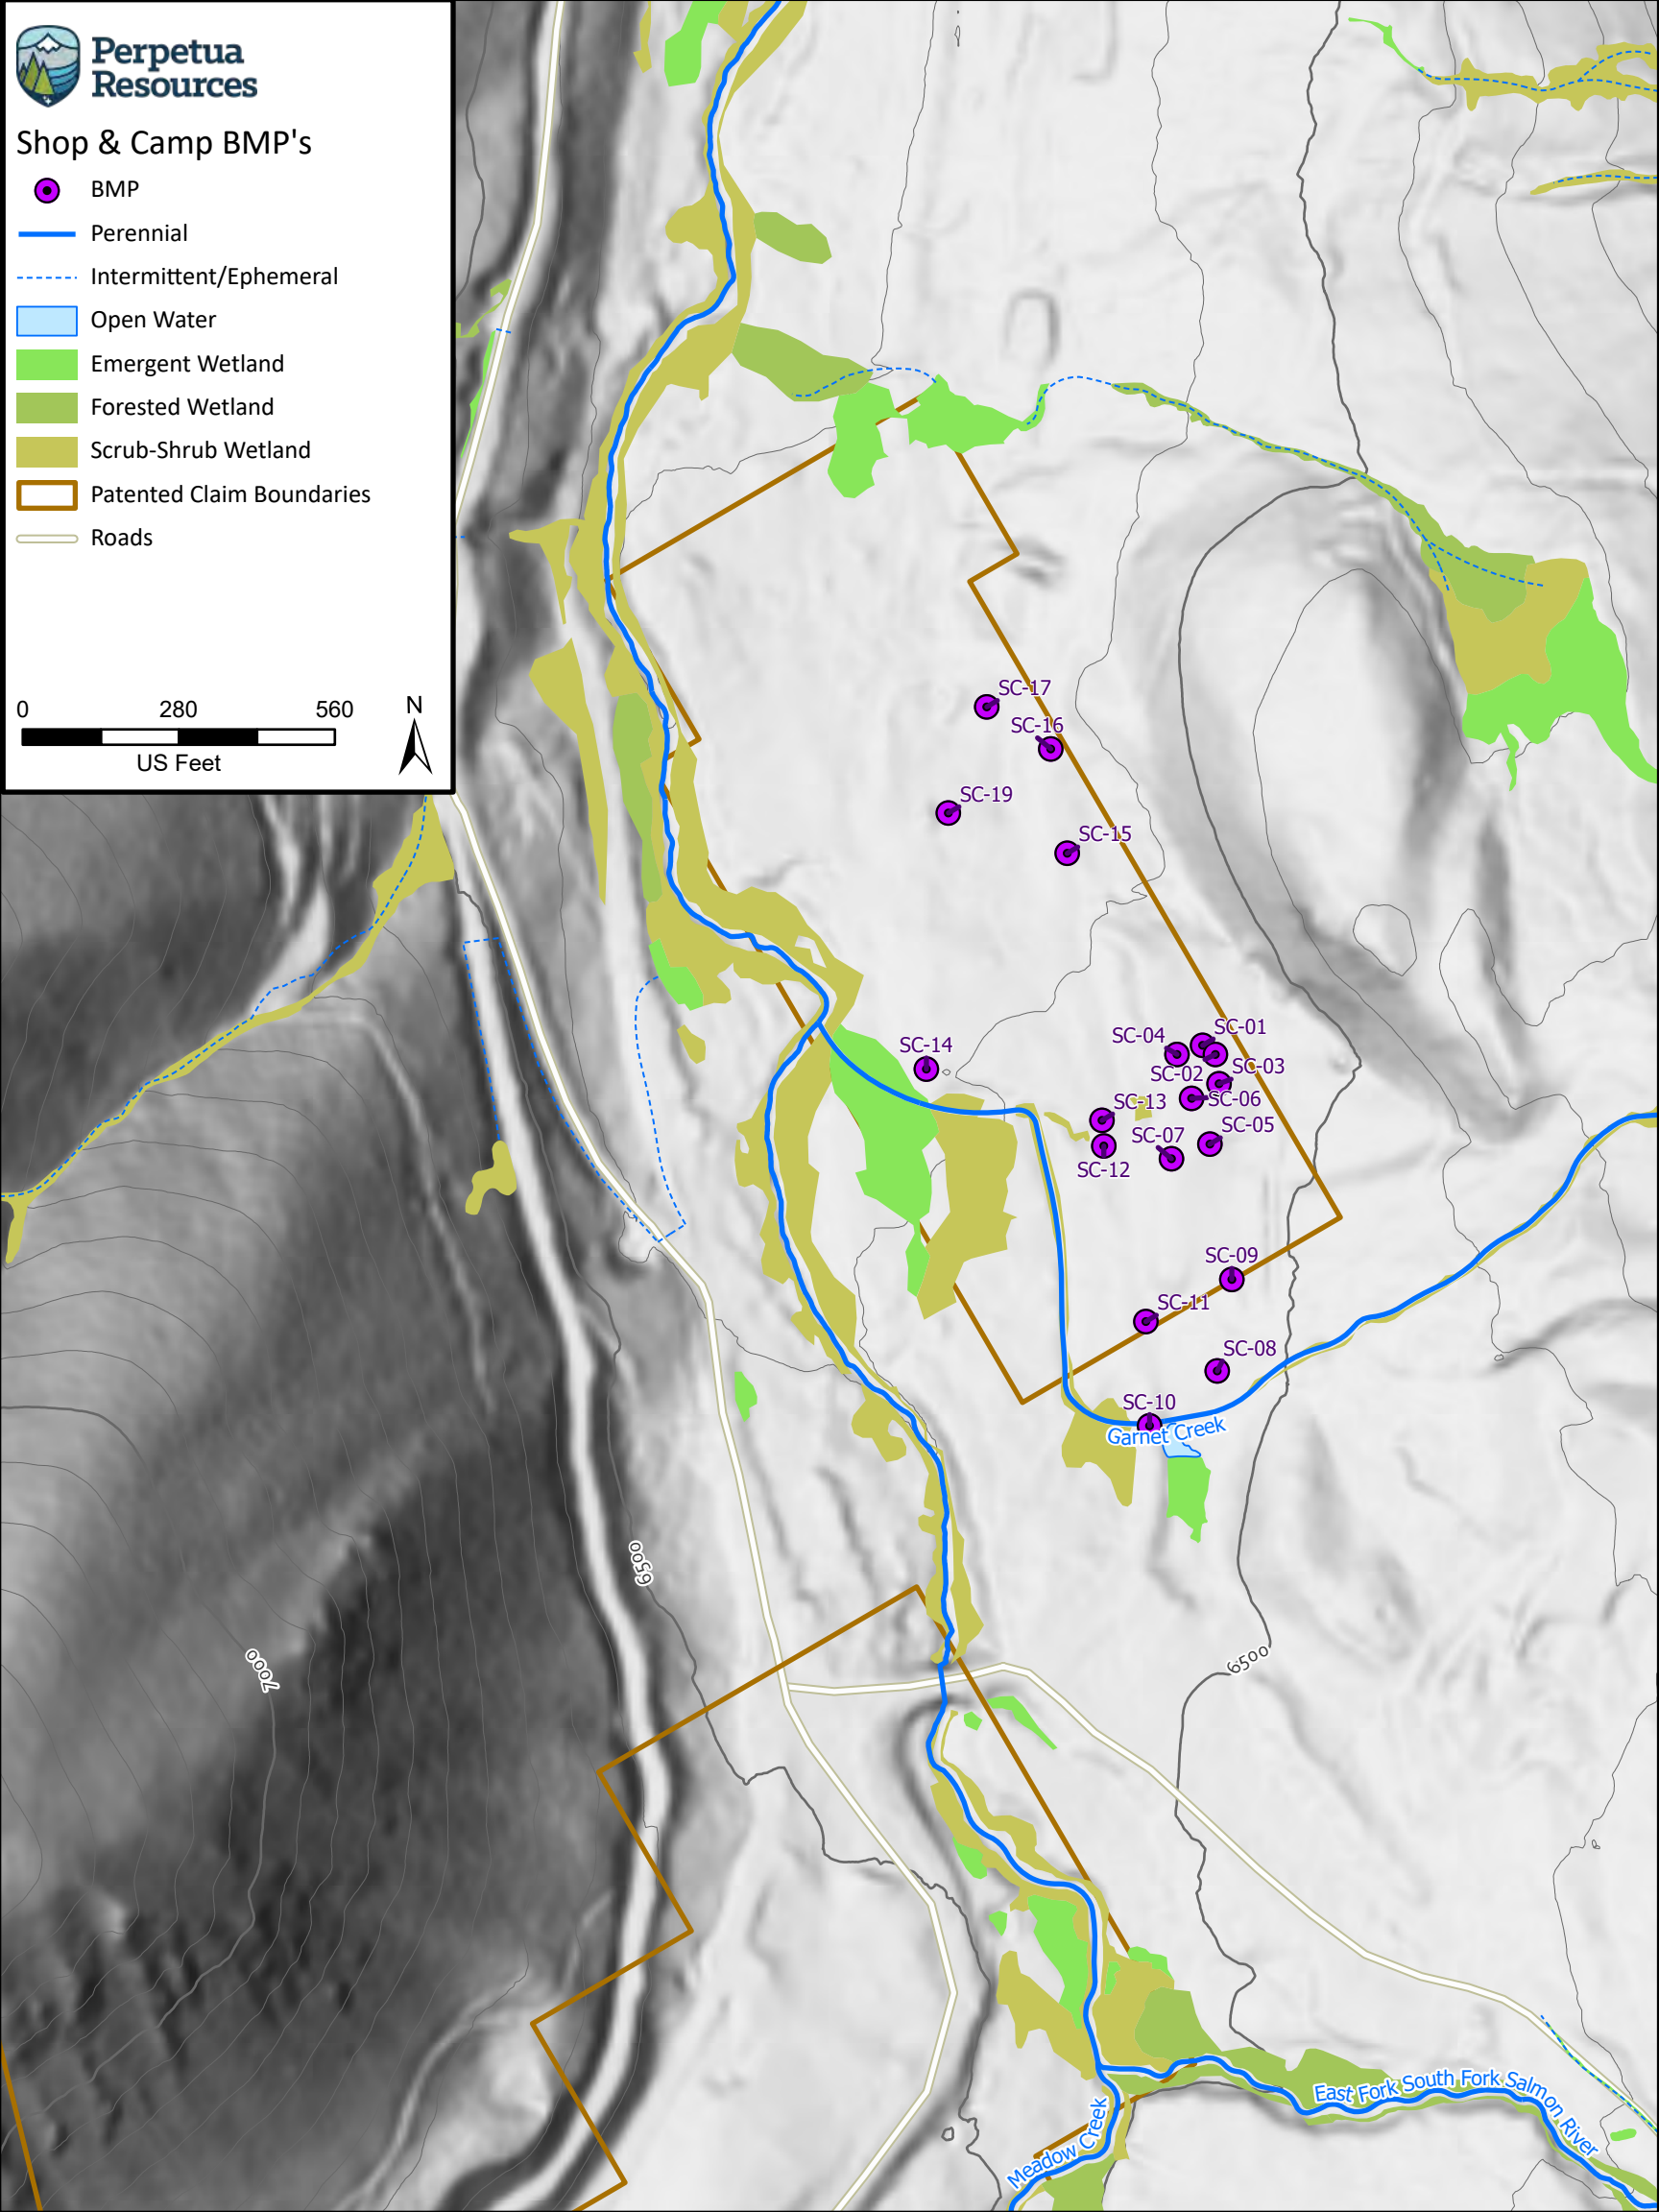 Perpetua
Resources
Shop & Camp BMP's
BMP
Perennial
Intermittent/Ephemeral
Open Water
Emergent Wetland
Forested Wetland
Scrub-Shrub Wetland
Patented Claim Boundaries
Roads
0 280 560
US Feet
N
SC-17
SC-16
SC-19
SC-15
SC-01
SC-04
SC-14
SC-03
SC-02
SC-06
SC-13
SC-05
SC-07
SC-12
SC-09
SC-11
SC-08
SC-10
Garnet Creek
6500
7000
6500
East Fork South Fork Salmon River
Meadow Creek